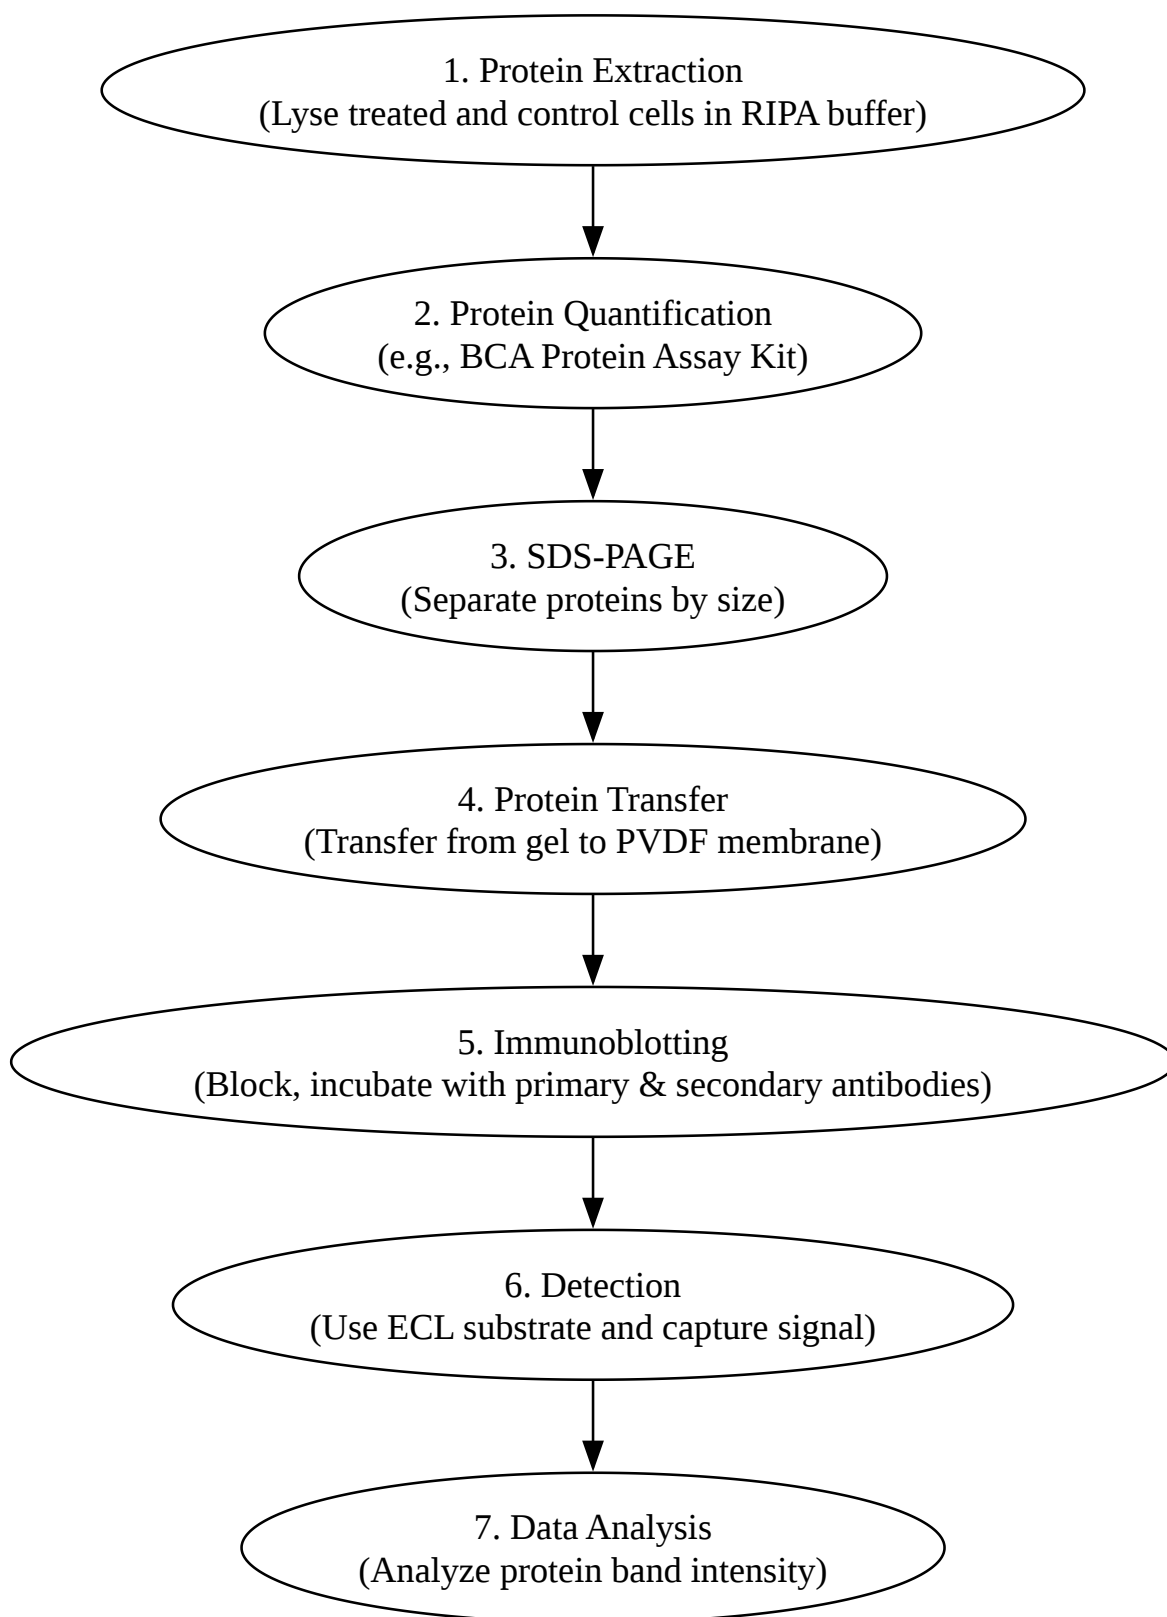 1. Protein Extraction
(Lyse treated and control cells in RIPA buffer)
2. Protein Quantification
(e.g., BCA Protein Assay Kit)
3. SDS-PAGE
(Separate proteins by size)
4. Protein Transfer
(Transfer from gel to PVDF membrane)
5. Immunoblotting
(Block, incubate with primary & secondary antibodies)
6. Detection
(Use ECL substrate and capture signal)
7. Data Analysis
(Analyze protein band intensity)